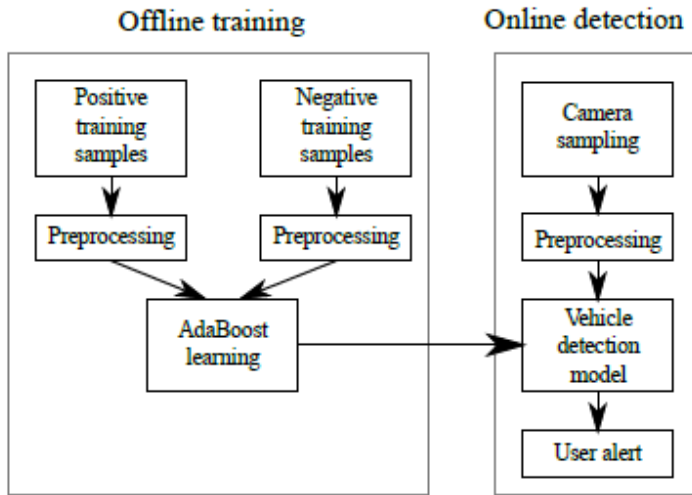 Offline training
Online detection
Positive
training
samples
Negative
training
samples
Preprocessing
Preprocessing
AdaBoost
learning
Camera
sampling
Preprocessing
Vehicle
detection
model
User alert